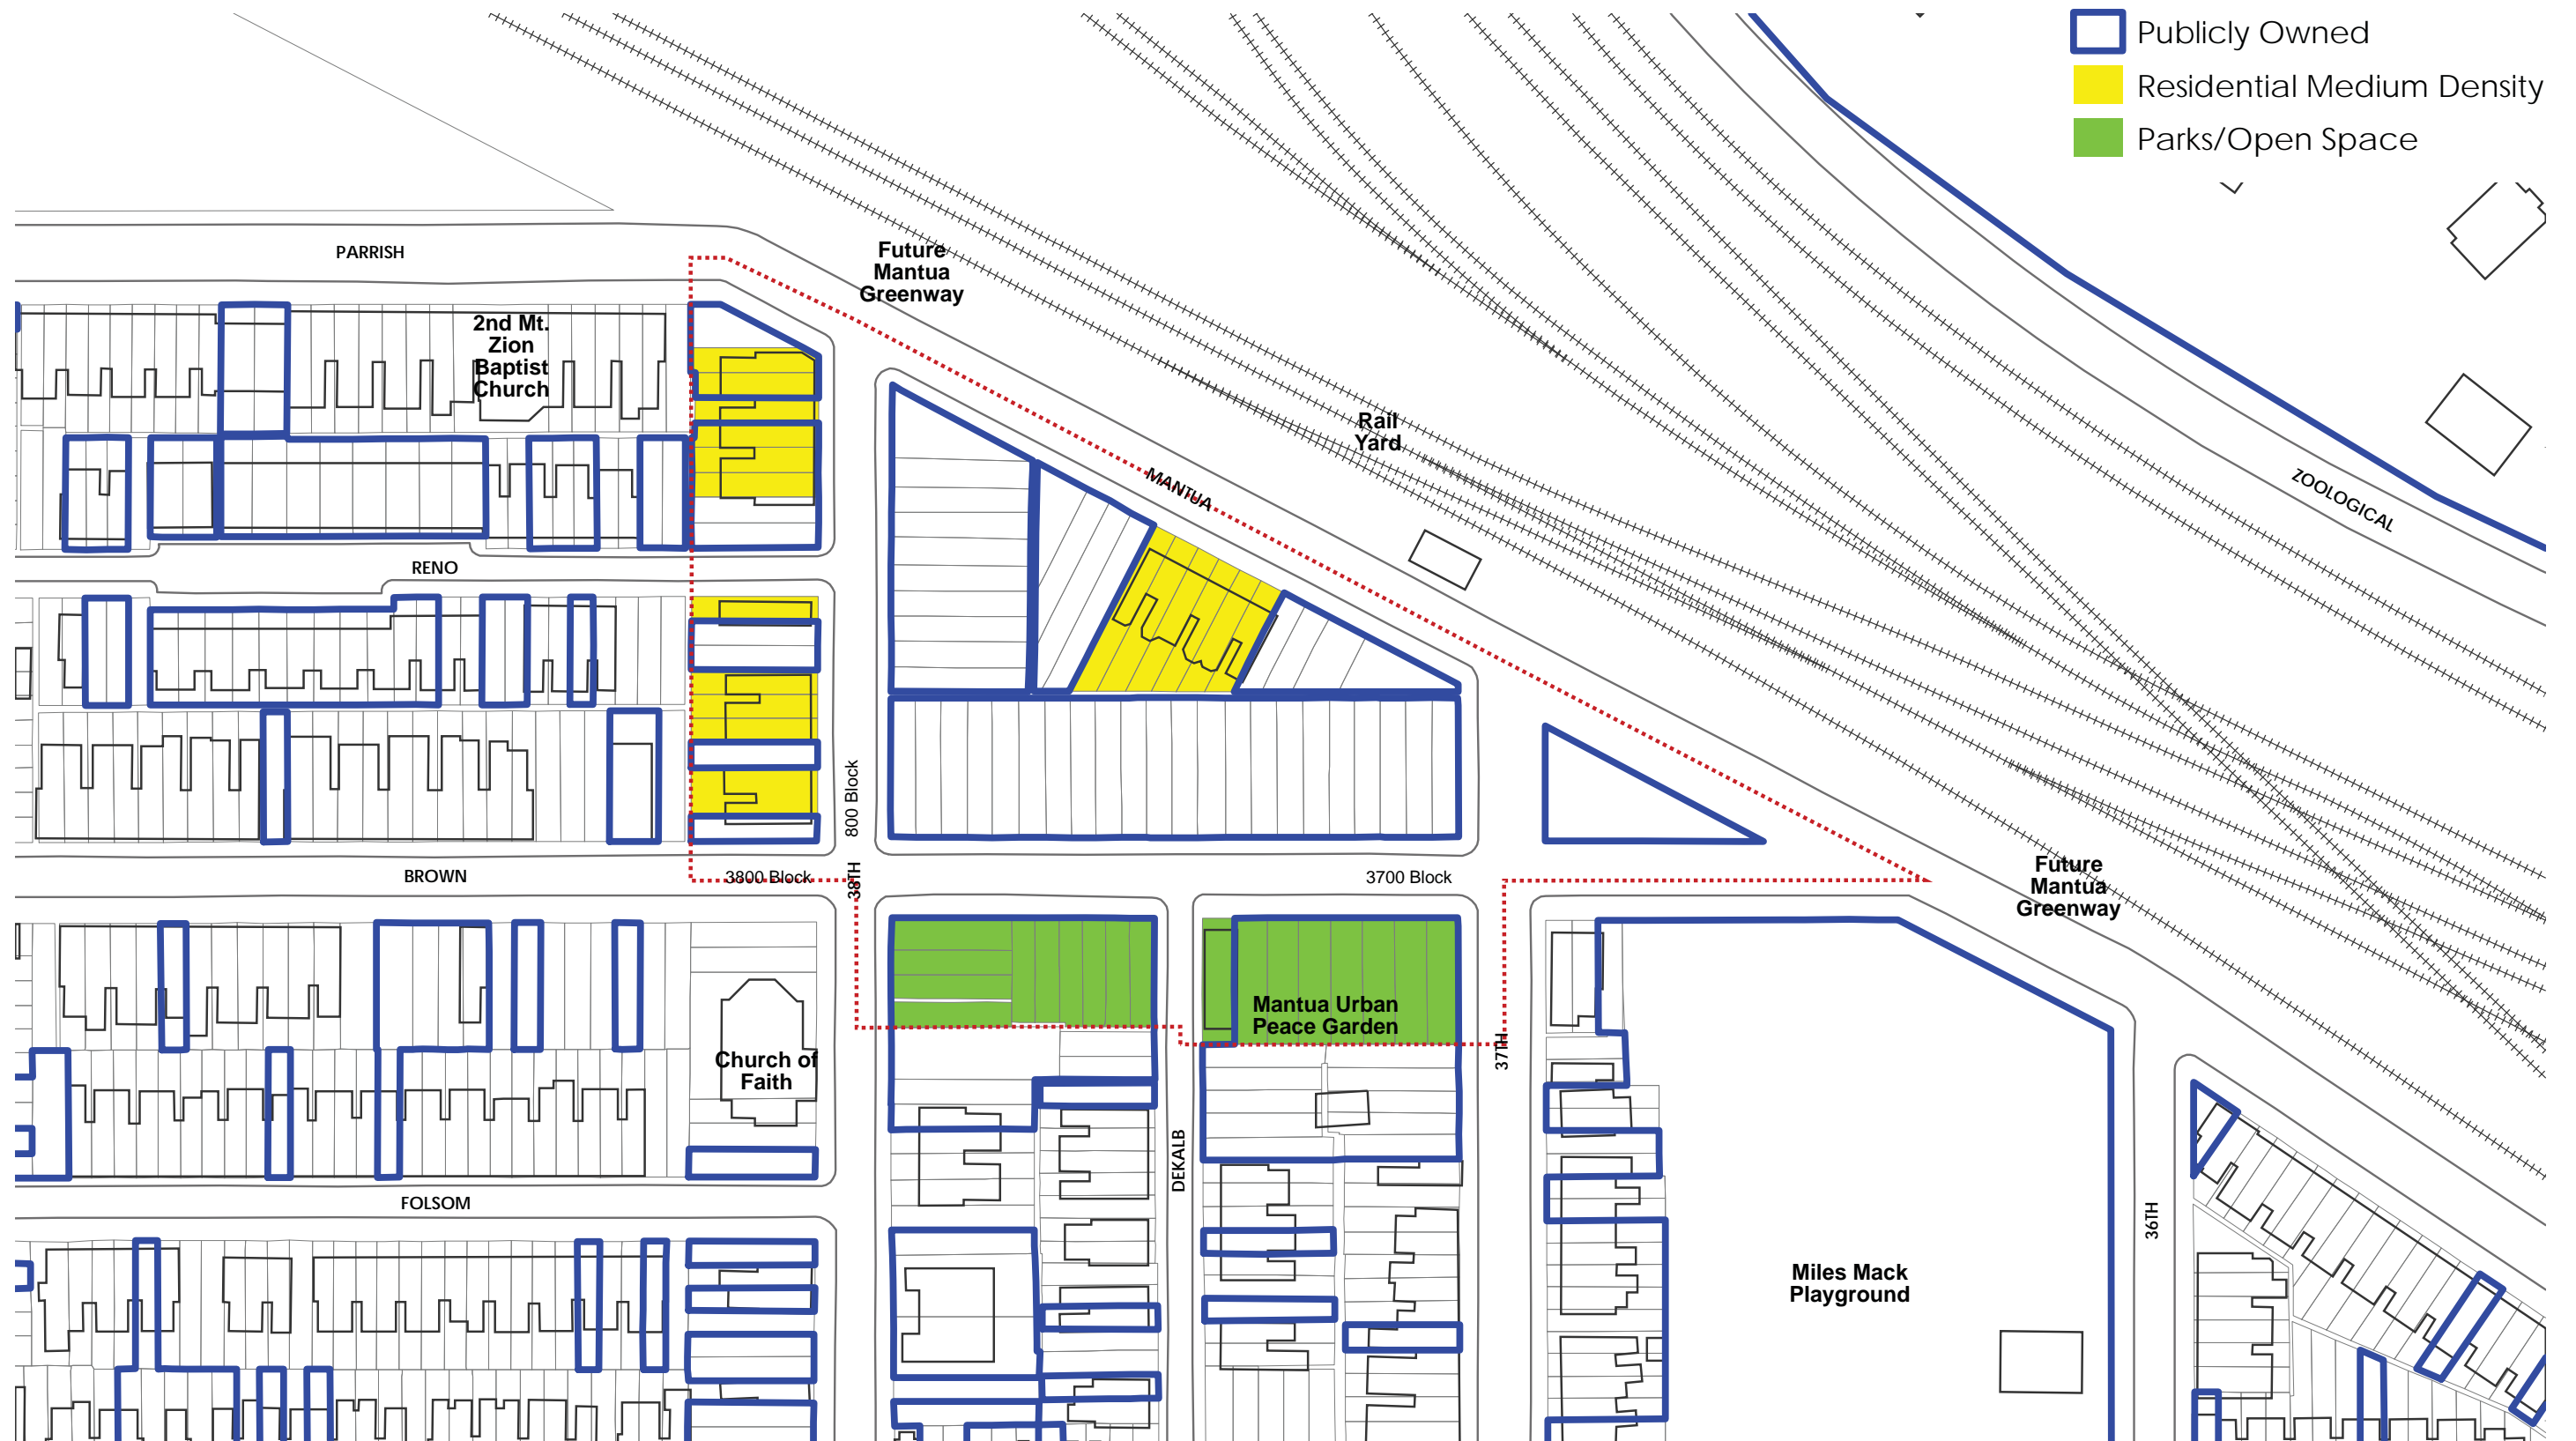 Publicly Owned
Residential Medium Density
Parks/Open Space
PARRISH
Future
Mantua
Greenway
2nd Mt.
Zion
Baptist
Church
Rail
Yard
MANTUA
ZOOLOGICAL
RENO
800 Block
BROWN
3800 Block
38TH
3700 Block
Future
Mantua
Greenway
Mantua Urban
Peace Garden
37TH
Church of
Faith
DEKALB
FOLSOM
36TH
Miles Mack
Playground